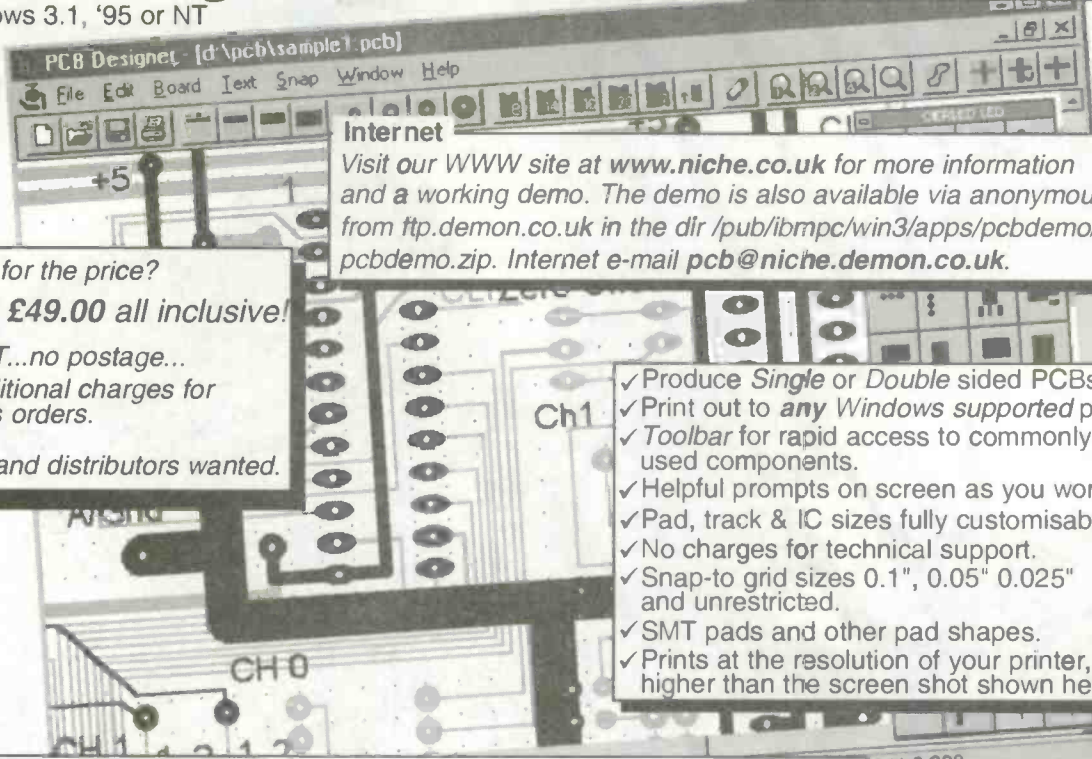 ows 3.1, '95 or NT
PCB Designer - [d:\pcb\sample1.pcb]
File Edit Board Text Snap Window Help
+5
1
Internet
Visit our WWW site at www.niche.co.uk for more information
and a working demo. The demo is also available via anonymou
from ftp.demon.co.uk in the dir /pub/ibmpc/win3/apps/pcbdemo
pcbdemo.zip. Internet e-mail pcb@niche.demon.co.uk.
for the price?
£49.00 all inclusive!
T...no postage...
ditional charges for
s orders.
and distributors wanted.
Ch1
✓Produce Single or Double sided PCBs
✓Print out to any Windows supported p
✓Toolbar for rapid access to commonly
used components.
✓Helpful prompts on screen as you wor
✓Pad, track & IC sizes fully customisab
✓No charges for technical support.
✓Snap-to grid sizes 0.1", 0.05" 0.025"
and unrestricted.
✓SMT pads and other pad shapes.
✓Prints at the resolution of your printer,
higher than the screen shot shown he
CH 0
CH 1
1 2 1 2